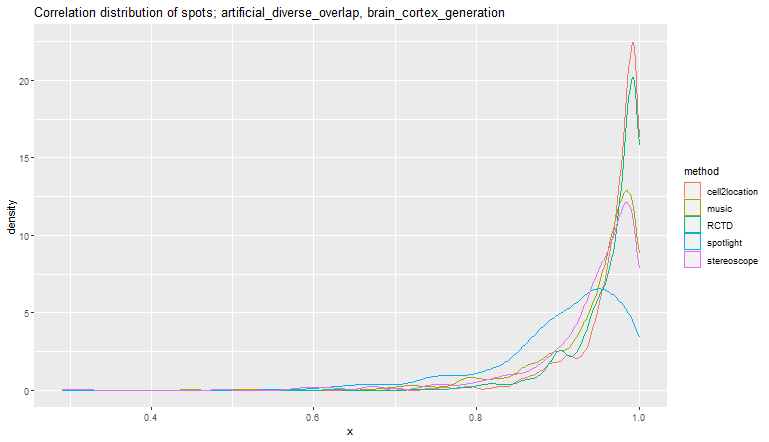 Correlation distribution of spots; artificial_diverse_overlap, brain_cortex_generation
density
20
15
10
5
0
0.4
0.6
0.8
1.0
x
method
cell2location
music
RCTD
spotlight
stereoscope